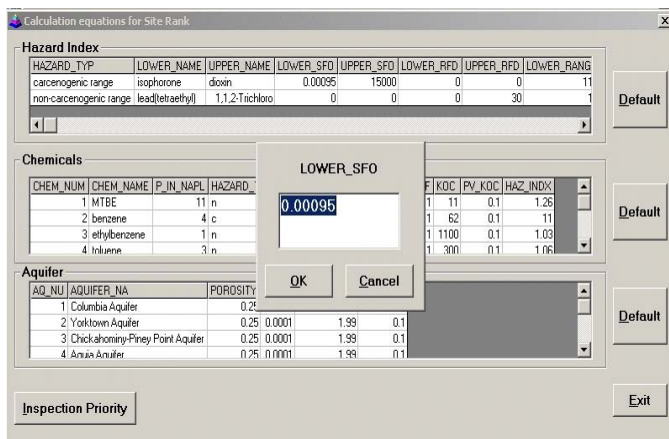 Calculation equations for Site Rank
X
Hazard Index
HAZARD_TYP LOWER_NAME UPPER_NAME LOWER_SFO UPPER_SFO LOWER_RFD UPPER_RFD LOWER_RANG
carcenogenic range isophorone dioxin 0.00095 15000 0 0 11
non-carcenogenic range lead(tetraethyl) 1,1,2-Trichloro 0 0 0 30 1
Default
Chemicals
CHEM_NUM CHEM_NAME P_IN_NAPL HAZARD_ F KOC PV_KOC HAZ_INDX
1 MTBE 11 n 1 11 0.1 1.26
2 benzene 4 c 1 62 0.1 11
3 ethylbenzene 1 n 1 1100 0.1 1.03
4 toluene 3 n 1 300 0.1 1.06
Default
LOWER_SFO
0.00095
OK Cancel
Aquifer
AQ_NU AQUIFER_NA POROSITY
1 Columbia Aquifer 0.25
2 Yorktown Aquifer 0.25 0.0001 1.99 0.1
3 Chickahominy-Piney Point Aquifer 0.25 0.0001 1.99 0.1
4 Aquia Aquifer 0.25 0.0001 1.99 0.1
Default
Inspection Priority
Exit